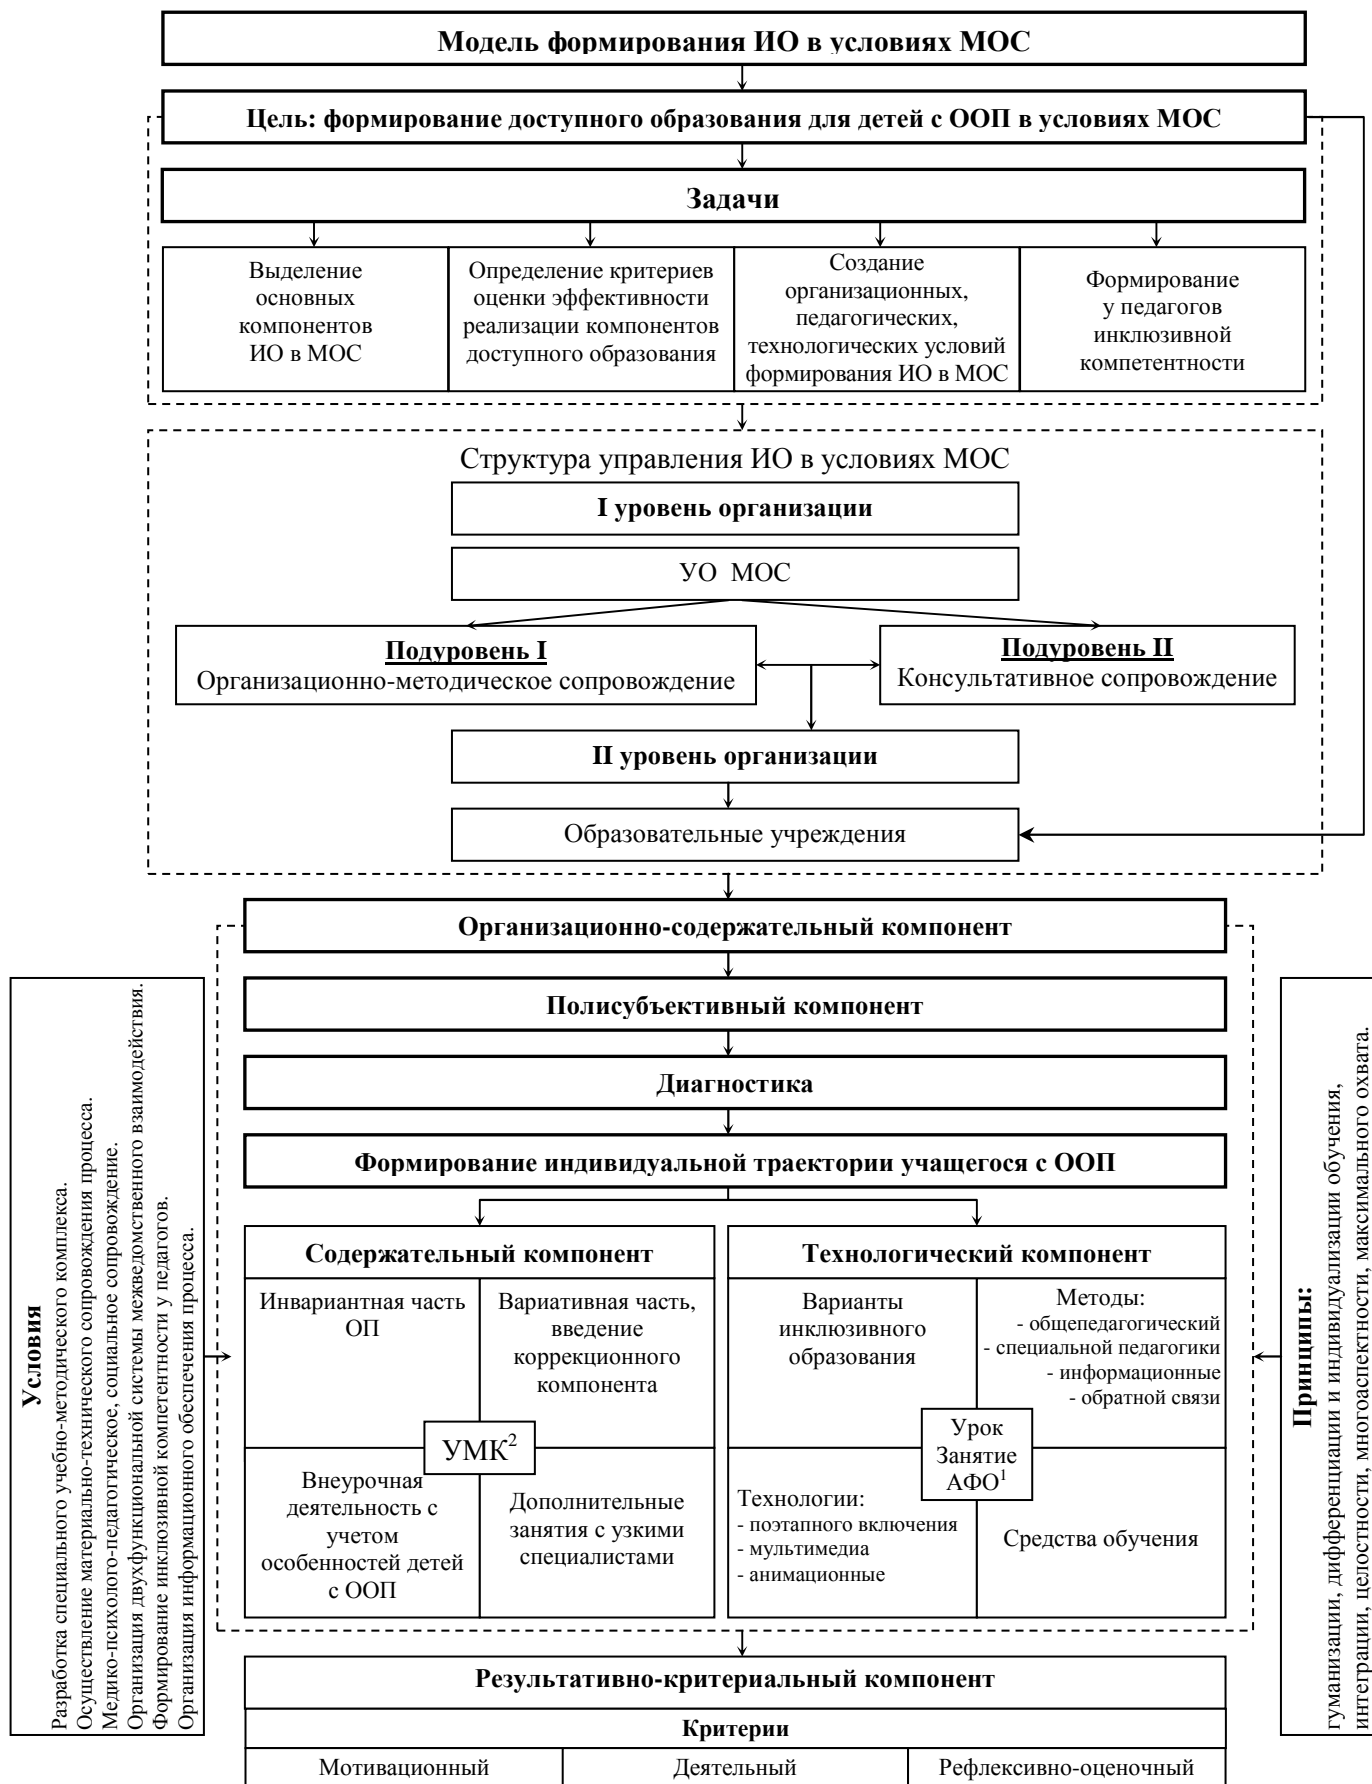 Модель формирования ИО в условиях МОС
Цель: формирование доступного образования для детей с ООП в условиях МОС
Задачи
Выделение
основных
компонентов
ИО в МОС
Определение критериев
оценки эффективности
реализации компонентов
доступного образования
Создание
организационных,
педагогических,
технологических условий
формирования ИО в МОС
Формирование
у педагогов
инклюзивной
компетентности
Структура управления ИО в условиях МОС
I уровень организации
УО МОС
Подуровень I
Организационно-методическое сопровождение
Подуровень II
Консультативное сопровождение
II уровень организации
Образовательные учреждения
Организационно-содержательный компонент
Полисубъективный компонент
Диагностика
Формирование индивидуальной траектории учащегося с ООП
Условия
Разработка специального учебно-методического комплекса.
Осуществление материально-технического сопровождения процесса.
Медико-психолого-педагогическое, социальное сопровождение.
Организация двухфункциональной системы межведомственного взаимодействия.
Формирование инклюзивной компетентности у педагогов.
Организация информационного обеспечения процесса.
Содержательный компонент
Инвариантная часть
ОП
Вариативная часть,
введение
коррекционного
компонента
УМК2
Внеурочная
деятельность с
учетом
особенностей детей
с ООП
Дополнительные
занятия с узкими
специалистами
Технологический компонент
Варианты
инклюзивного
образования
Методы:
- общепедагогический
- специальной педагогики
- информационные
- обратной связи
Урок
Занятие
АФО1
Технологии:
- поэтапного включения
- мультимедиа
- анимационные
Средства обучения
Принципы:
гуманизации, дифференциации и индивидуализации обучения,
интеграции, целостности, многоаспектности, максимального охвата.
Результативно-критериальный компонент
Критерии
Мотивационный
Деятельный
Рефлексивно-оценочный